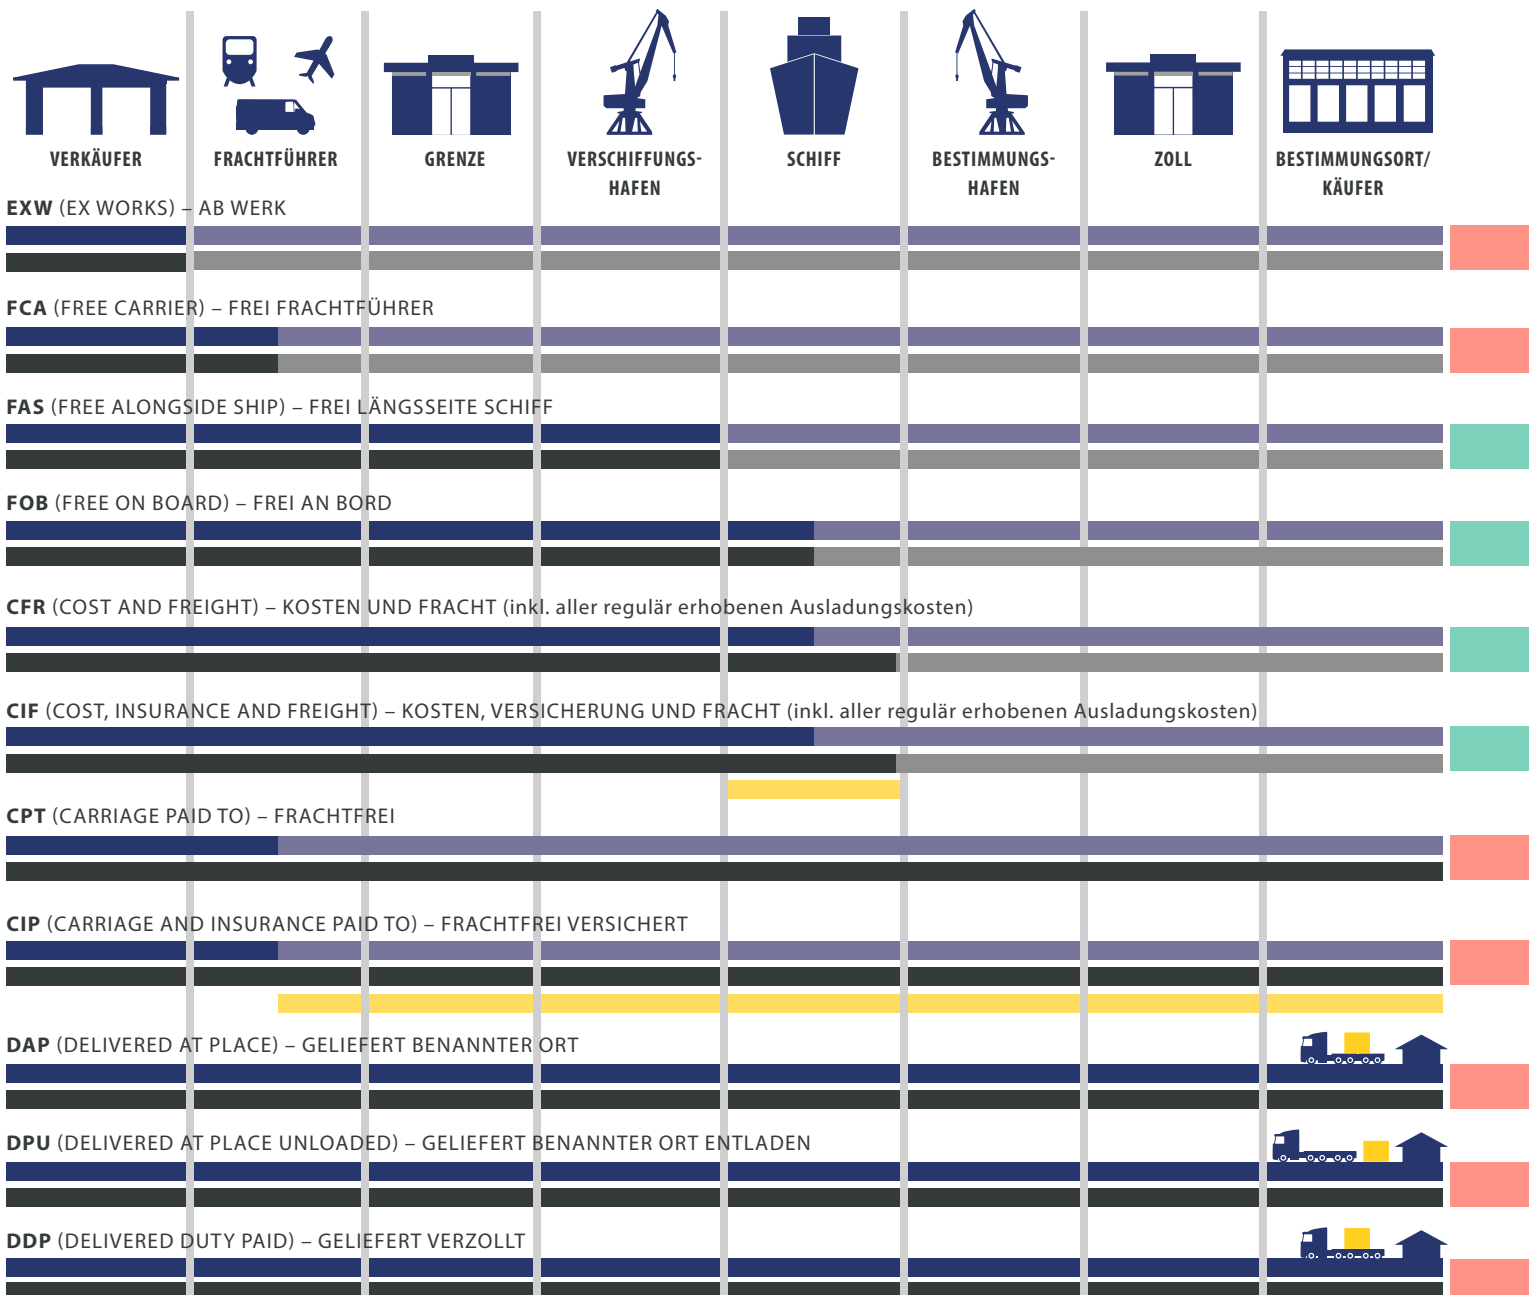 VERKÄUFER
FRACHTFÜHRER
GRENZE
VERSCHIFFUNGS-
HAFEN
SCHIFF
BESTIMMUNGS-
HAFEN
ZOLL
BESTIMMUNGSORT/
KÄUFER
EXW (EX WORKS) – AB WERK
FCA (FREE CARRIER) – FREI FRACHTFÜHRER
FAS (FREE ALONGSIDE SHIP) – FREI LÄNGSSEITE SCHIFF
FOB (FREE ON BOARD) – FREI AN BORD
CFR (COST AND FREIGHT) – KOSTEN UND FRACHT (inkl. aller regulär erhobenen Ausladungskosten)
CIF (COST, INSURANCE AND FREIGHT) – KOSTEN, VERSICHERUNG UND FRACHT (inkl. aller regulär erhobenen Ausladungskosten)
CPT (CARRIAGE PAID TO) – FRACHTFREI
CIP (CARRIAGE AND INSURANCE PAID TO) – FRACHTFREI VERSICHERT
DAP (DELIVERED AT PLACE) – GELIEFERT BENANNTER ORT
DPU (DELIVERED AT PLACE UNLOADED) – GELIEFERT BENANNTER ORT ENTLADEN
DDP (DELIVERED DUTY PAID) – GELIEFERT VERZOLLT